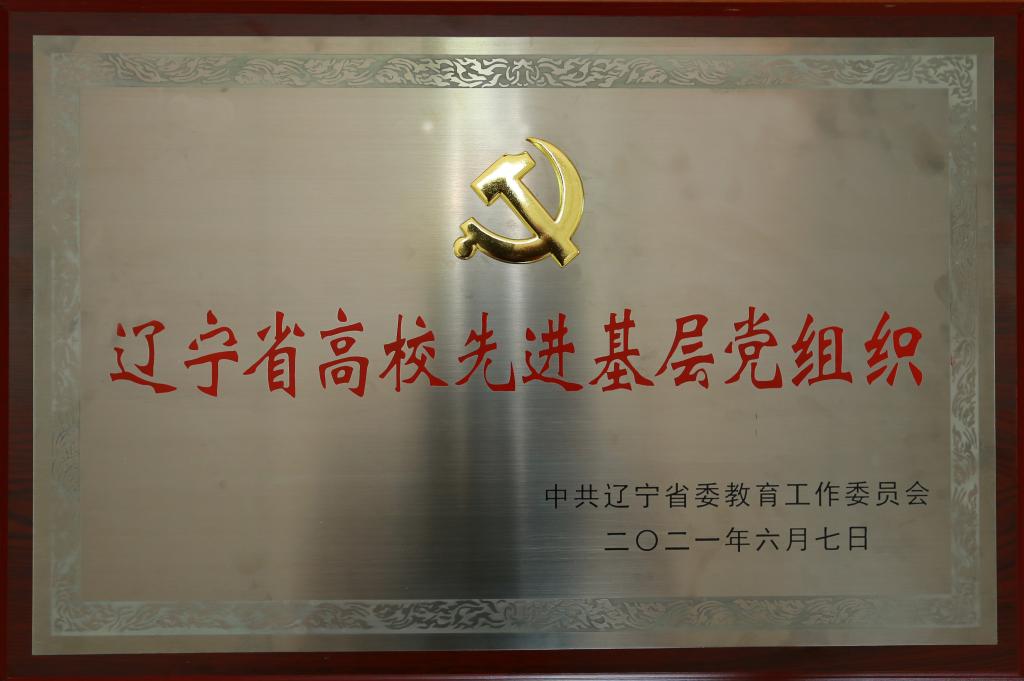 辽宁省高校先进基层党组织
中共辽宁省委教育工作委员会
二〇二一年六月七日